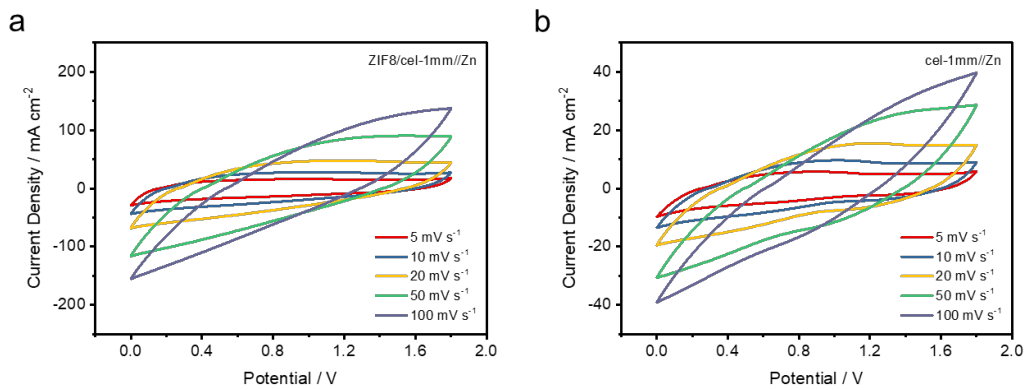 a
ZIF8/cel-1mm//Zn
Current Density / mA cm⁻²
200
100
0
-100
-200
5 mV s⁻¹
10 mV s⁻¹
20 mV s⁻¹
50 mV s⁻¹
100 mV s⁻¹
0.0 0.4 0.8 1.2 1.6 2.0
Potential / V
b
cel-1mm//Zn
Current Density / mA cm⁻²
40
20
0
-20
-40
5 mV s⁻¹
10 mV s⁻¹
20 mV s⁻¹
50 mV s⁻¹
100 mV s⁻¹
0.0 0.4 0.8 1.2 1.6 2.0
Potential / V